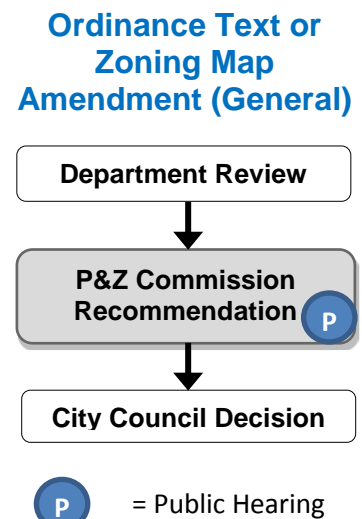 Ordinance Text or
Zoning Map
Amendment (General)
Department Review
P&Z Commission
Recommendation
P
City Council Decision
P = Public Hearing